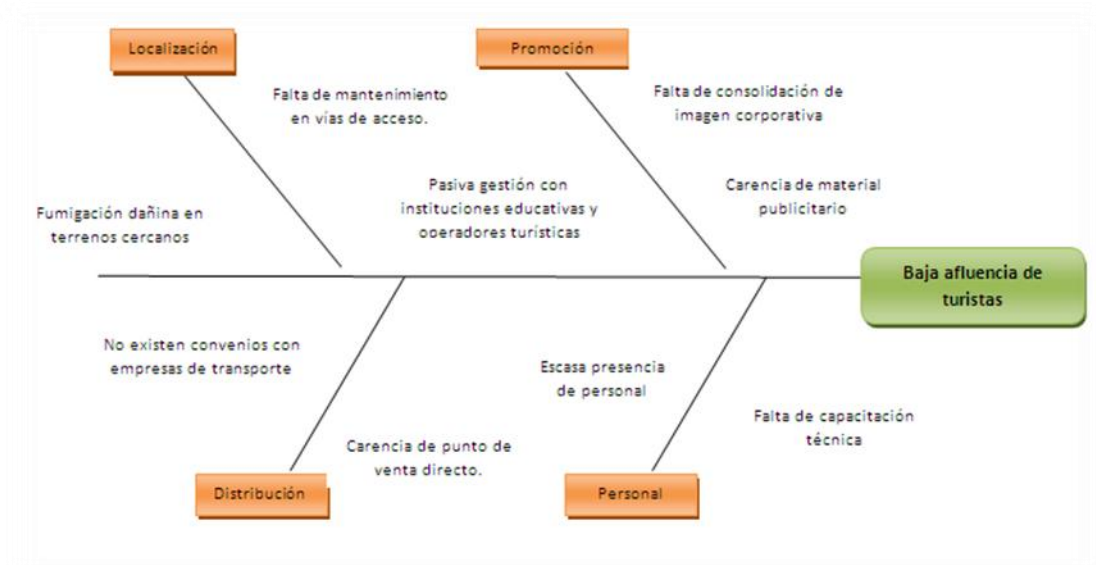 Localización
Promoción
Falta de mantenimiento
en vías de acceso.
Falta de consolidación de
imagen corporativa
Pasiva gestión con
instituciones educativas y
operadores turísticas
Carencia de material
publicitario
Fumigación dañina en
terrenos cercanos
Baja afluencia de
turistas
No existen convenios con
empresas de transporte
Escasa presencia
de personal
Falta de capacitación
técnica
Carencia de punto de
venta directo.
Distribución
Personal